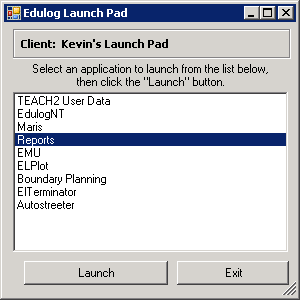 Edulog Launch Pad
Client: Kevin's Launch Pad
Select an application to launch from the list below,
then click the "Launch" button.
TEACH2 User Data
EdulogNT
Maris
Reports
EMU
ELPlot
Boundary Planning
ElTerminator
Autostreeter
Launch
Exit